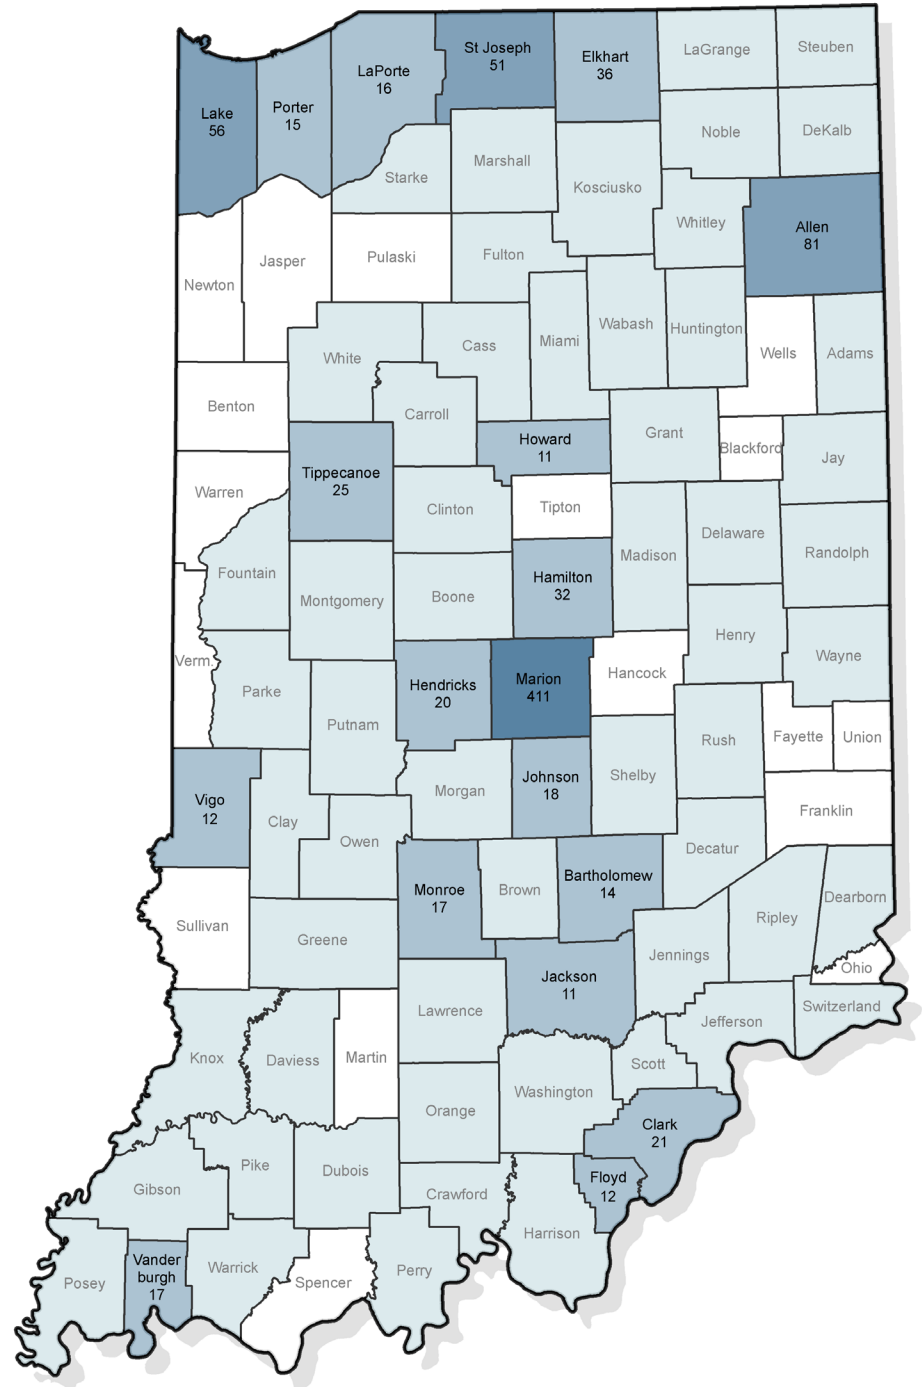 St Joseph
51
Elkhart
36
LaGrange
Steuben
LaPorte
16
Lake
56
Porter
15
Noble
DeKalb
Marshall
Starke
Kosciusko
Whitley
Allen
81
Pulaski
Fulton
Jasper
Newton
Wabash
Huntington
Miami
Cass
White
Wells
Adams
Benton
Carroll
Howard
11
Grant
Blackford
Jay
Tippecanoe
25
Warren
Clinton
Tipton
Delaware
Randolph
Madison
Fountain
Hamilton
32
Montgomery
Boone
Henry
Wayne
Verm.
Hancock
Parke
Hendricks
20
Marion
411
Putnam
Rush
Fayette
Union
Vigo
12
Morgan
Johnson
18
Shelby
Clay
Franklin
Owen
Decatur
Monroe
17
Brown
Bartholomew
14
Dearborn
Ripley
Sullivan
Greene
Jennings
Ohio
Jackson
11
Switzerland
Lawrence
Jefferson
Knox
Daviess
Martin
Scott
Washington
Orange
Clark
21
Pike
Dubois
Gibson
Crawford
Floyd
12
Harrison
Vander
burgh
17
Posey
Warrick
Spencer
Perry